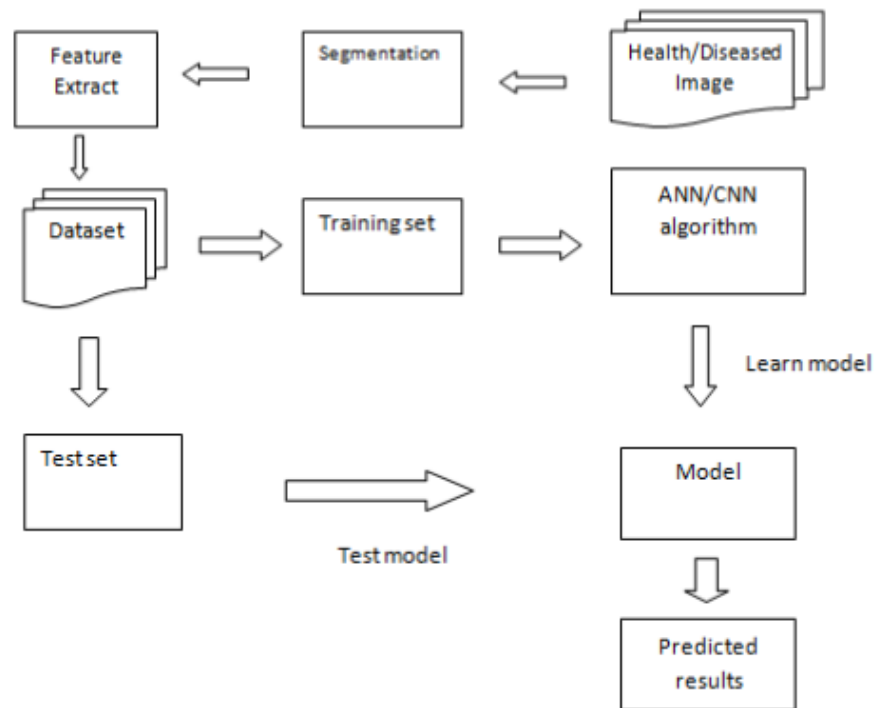 Feature
Extract
Segmentation
Health/Diseased
Image
Dataset
Training set
ANN/CNN
algorithm
Learn model
Test set
Model
Test model
Predicted
results